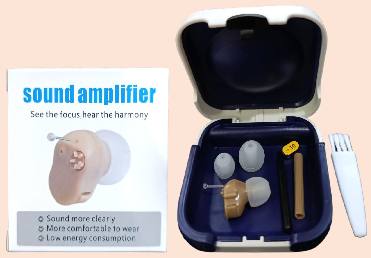 sound amplifier
See the focus,hear the harmony
Sound more clearly
More comfortable to wear
Low energy consumption